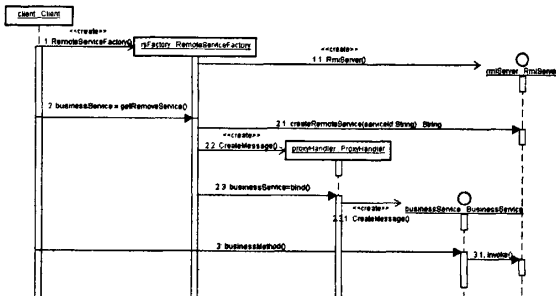 client : Client
<<create>>
1. RemoteServiceFactory()
rsFactory : RemoteServiceFactory
<<create>>
1.1. RmiServer()
rmiServer : RmiServe
2. businessService = getRemoveService()
2.1. createRemoteService(serviceId:String) : String
<<create>>
2.2. CreateMessage()
proxyHandler : ProxyHandler
2.3. businessService=bind()
<<create>>
2.3.1. CreateMessage()
businessService : BusinessService
3. businessMethod()
3.1. invoke()